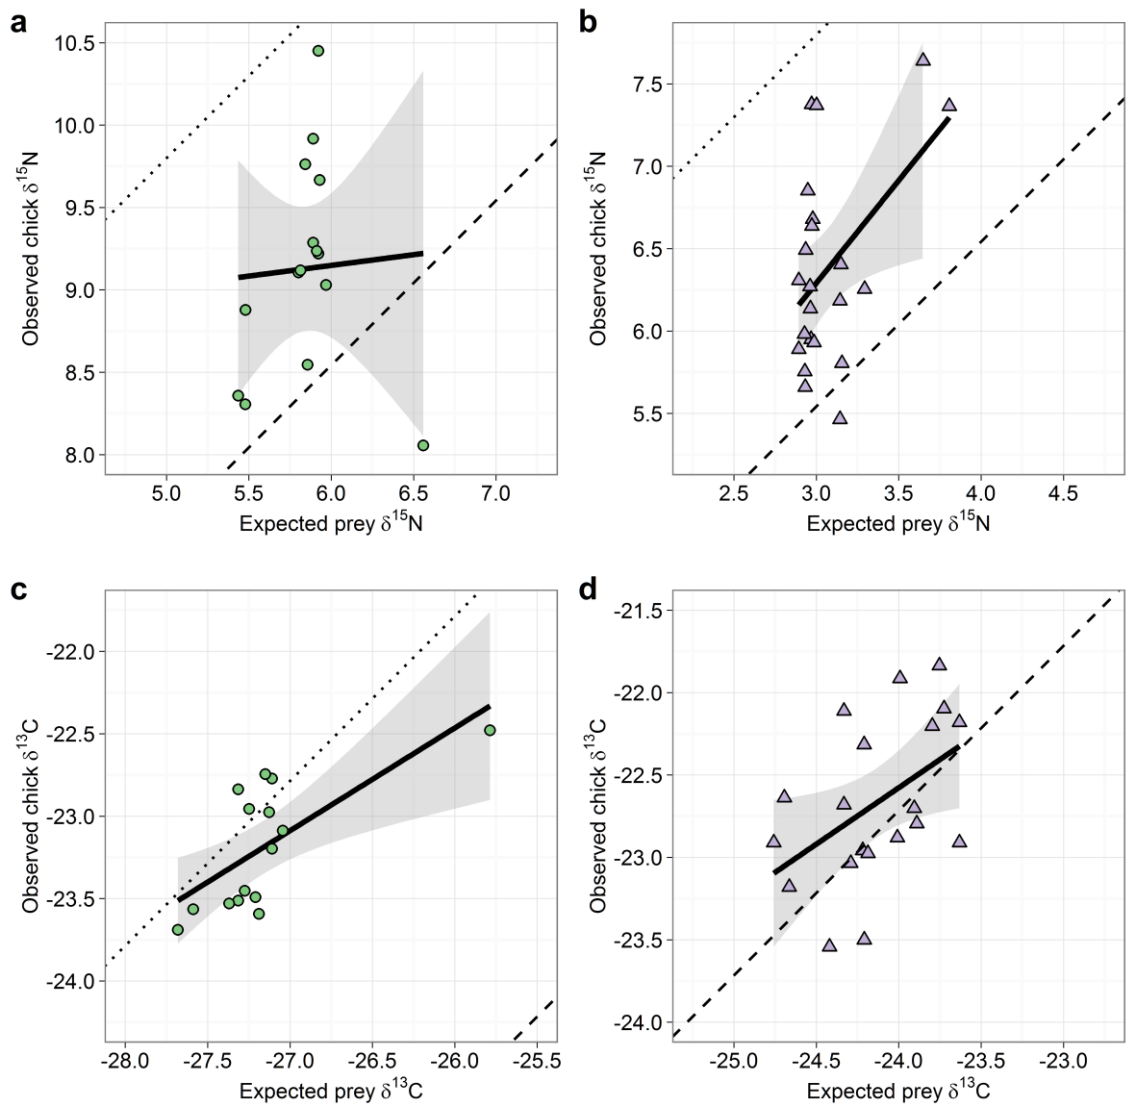 a
10.5
10.0
9.5
9.0
8.5
8.0
Observed chick δ¹⁵N
5.0 5.5 6.0 6.5 7.0
Expected prey δ¹⁵N
b
7.5
7.0
6.5
6.0
5.5
Observed chick δ¹⁵N
2.5 3.0 3.5 4.0 4.5
Expected prey δ¹⁵N
c
-22.0
-22.5
-23.0
-23.5
-24.0
Observed chick δ¹³C
-28.0 -27.5 -27.0 -26.5 -26.0 -25.5
Expected prey δ¹³C
d
-21.5
-22.0
-22.5
-23.0
-23.5
-24.0
Observed chick δ¹³C
-25.0 -24.5 -24.0 -23.5 -23.0
Expected prey δ¹³C